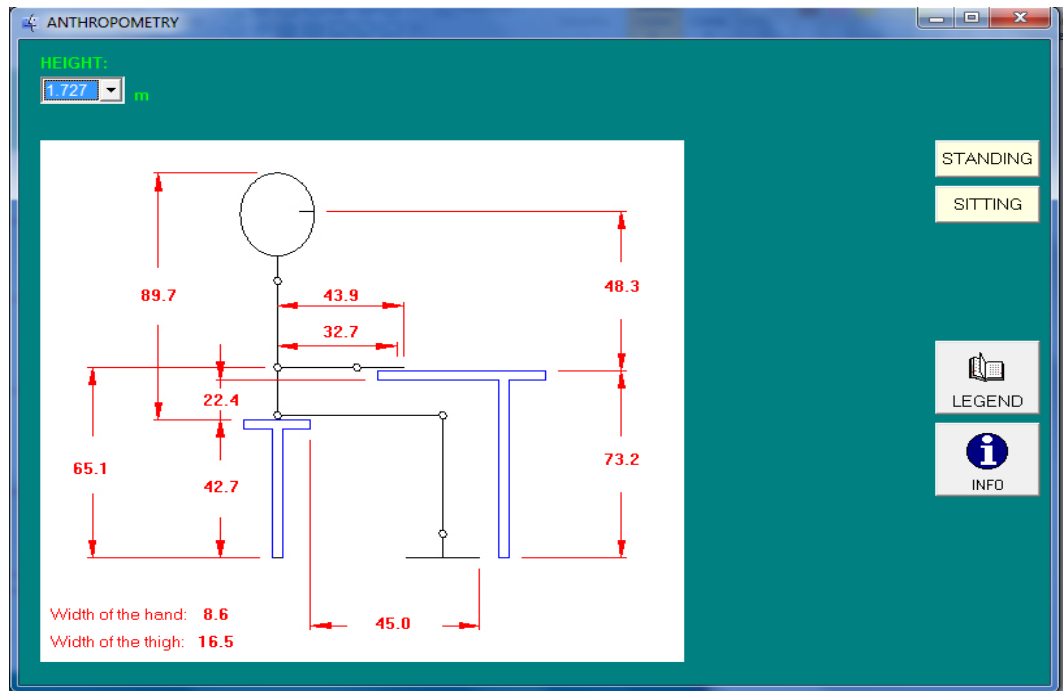 ANTHROPOMETRY
HEIGHT:
1.727 m
STANDING
SITTING
48.3
89.7
43.9
32.7
22.4
LEGEND
65.1
73.2
42.7
INFO
Width of the hand: 8.6
45.0
Width of the thigh: 16.5